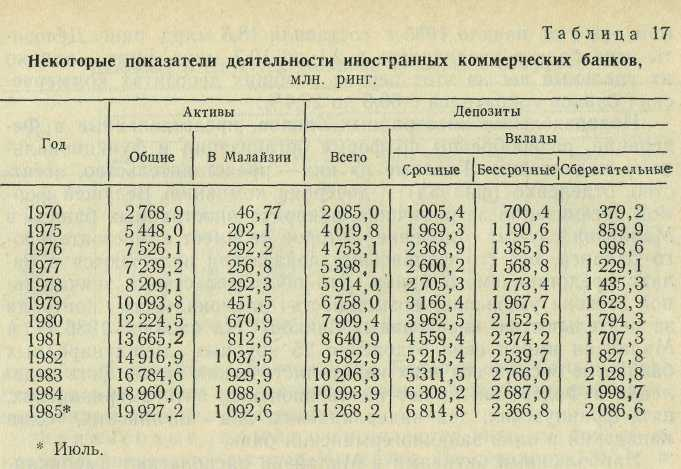 Таблица 17
Некоторые показатели деятельности иностранных коммерческих банков,
млн. ринг.
Год Активы Депозиты
Общие В Малайзии Всего Вклады
Срочные Бессрочные Сберегательные
1970 2 768,9 46,77 2 085,0 1 005,4 700,4 379,2
1975 5 448,0 202,1 4 019,8 1 969,3 1 190,6 859,9
1976 7 526,1 292,2 4 753,1 2 368,9 1 385,6 998,6
1977 7 239,2 256,8 5 398,1 2 600,2 1 568,8 1 229,1
1978 8 209,1 292,3 5 914,0 2 705,3 1 773,4 1 435,3
1979 10 093,8 451,5 6 758,0 3 166,4 1 967,7 1 623,9
1980 12 224,5 670,9 7 909,4 3 962,5 2 152,6 1 794,3
1981 13 665,2 812,6 8 640,9 4 559,4 2 374,2 1 707,3
1982 14 916,9 1 037,1 9 582,9 5 215,4 2 539,7 1 827,8
1983 16 784,6 929,9 10 206,3 5 311,5 2 766,0 2 128,8
1984 18 960,0 1 088,0 10 993,9 6 308,2 2 687,0 1 998,7
1985* 19 927,2 1 092,6 11 268,2 6 814,8 2 366,8 2 086,6
* Июль.